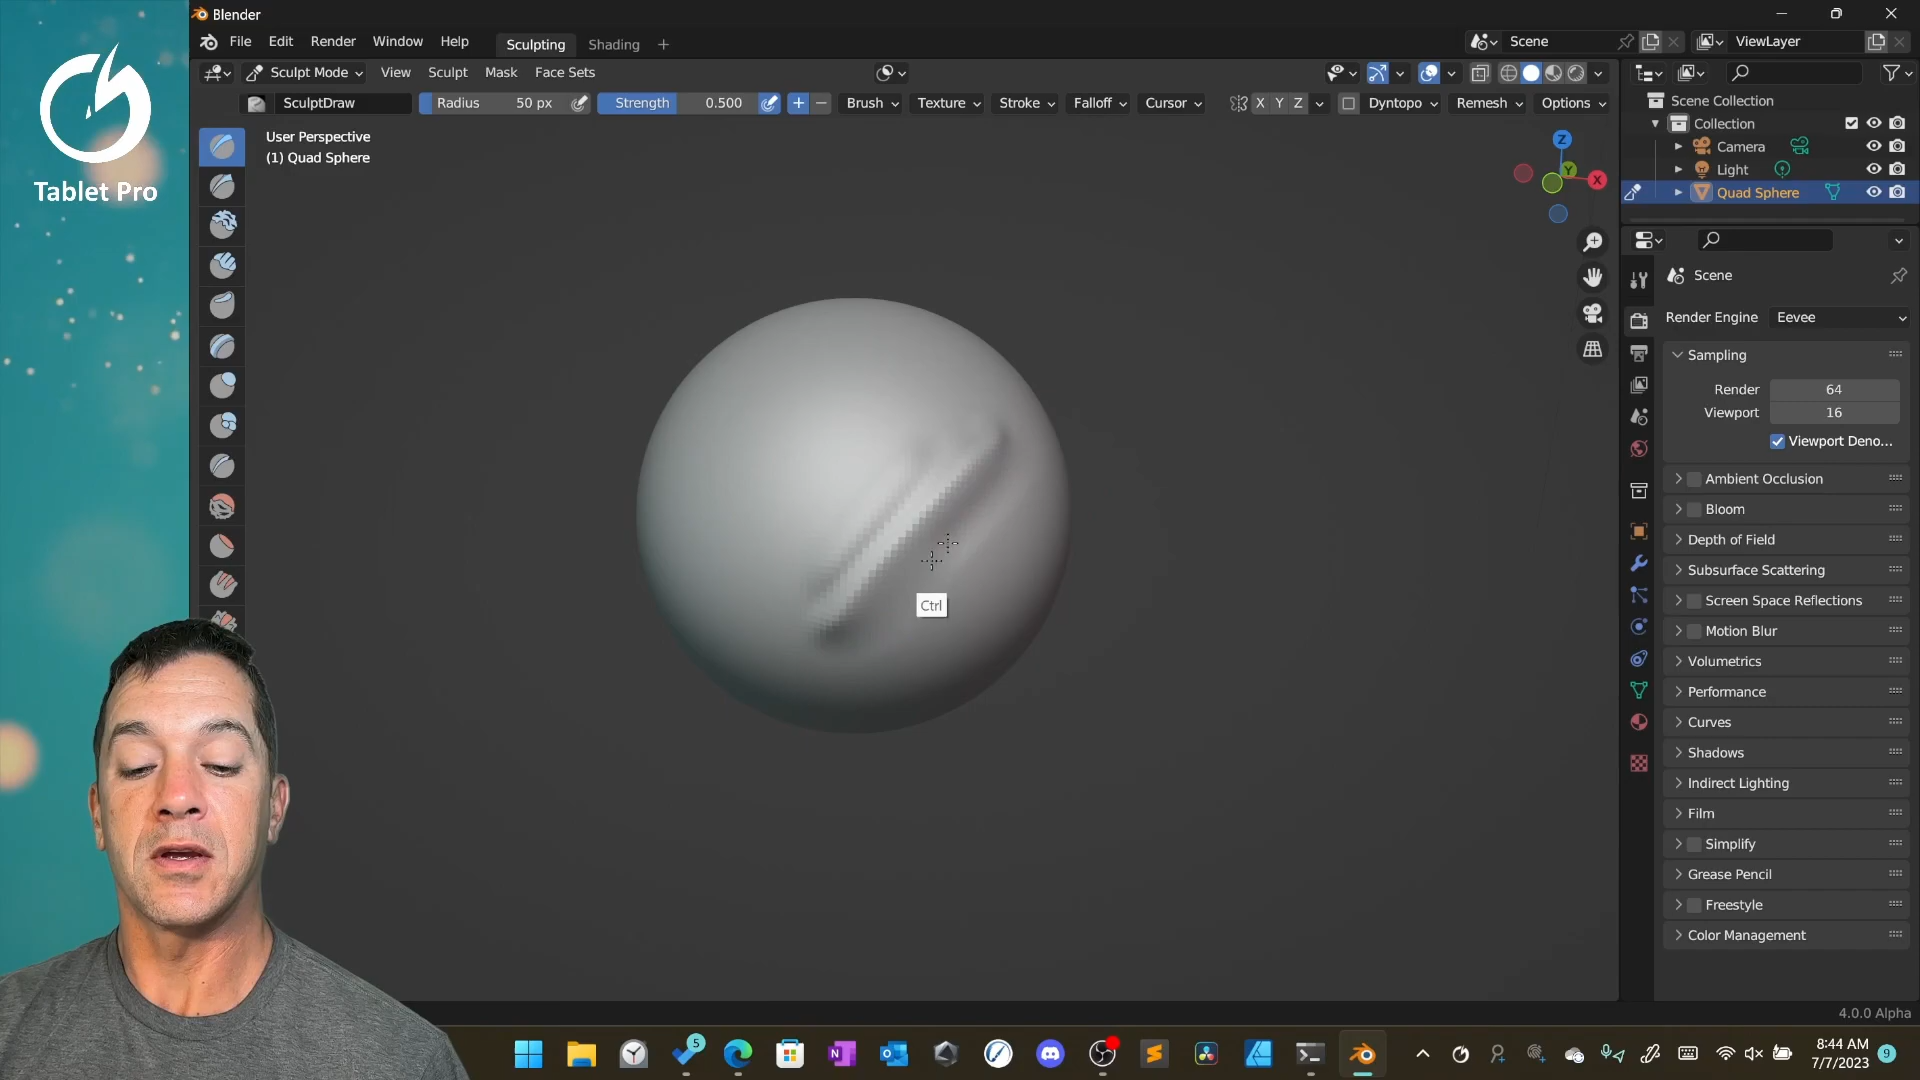 Tablet Pro
Blender
File Edit Render Window Help Sculpting Shading + Scene ViewLayer
Sculpt Mode View Sculpt Mask Face Sets
SculptDraw Radius 50 px Strength 0.500 + − Brush Texture Stroke Falloff Cursor X Y Z Dyntopo Remesh Options
User Perspective
(1) Quad Sphere
Z
Y
X
Ctrl
Scene Collection
Collection
Camera
Light
Quad Sphere
Scene
Render Engine Eevee
Sampling
Render 64
Viewport 16
Viewport Deno...
Ambient Occlusion
Bloom
Depth of Field
Subsurface Scattering
Screen Space Reflections
Motion Blur
Volumetrics
Performance
Curves
Shadows
Indirect Lighting
Film
Simplify
Grease Pencil
Freestyle
Color Management
4.0.0 Alpha
5
N
8:44 AM
7/7/2023
9